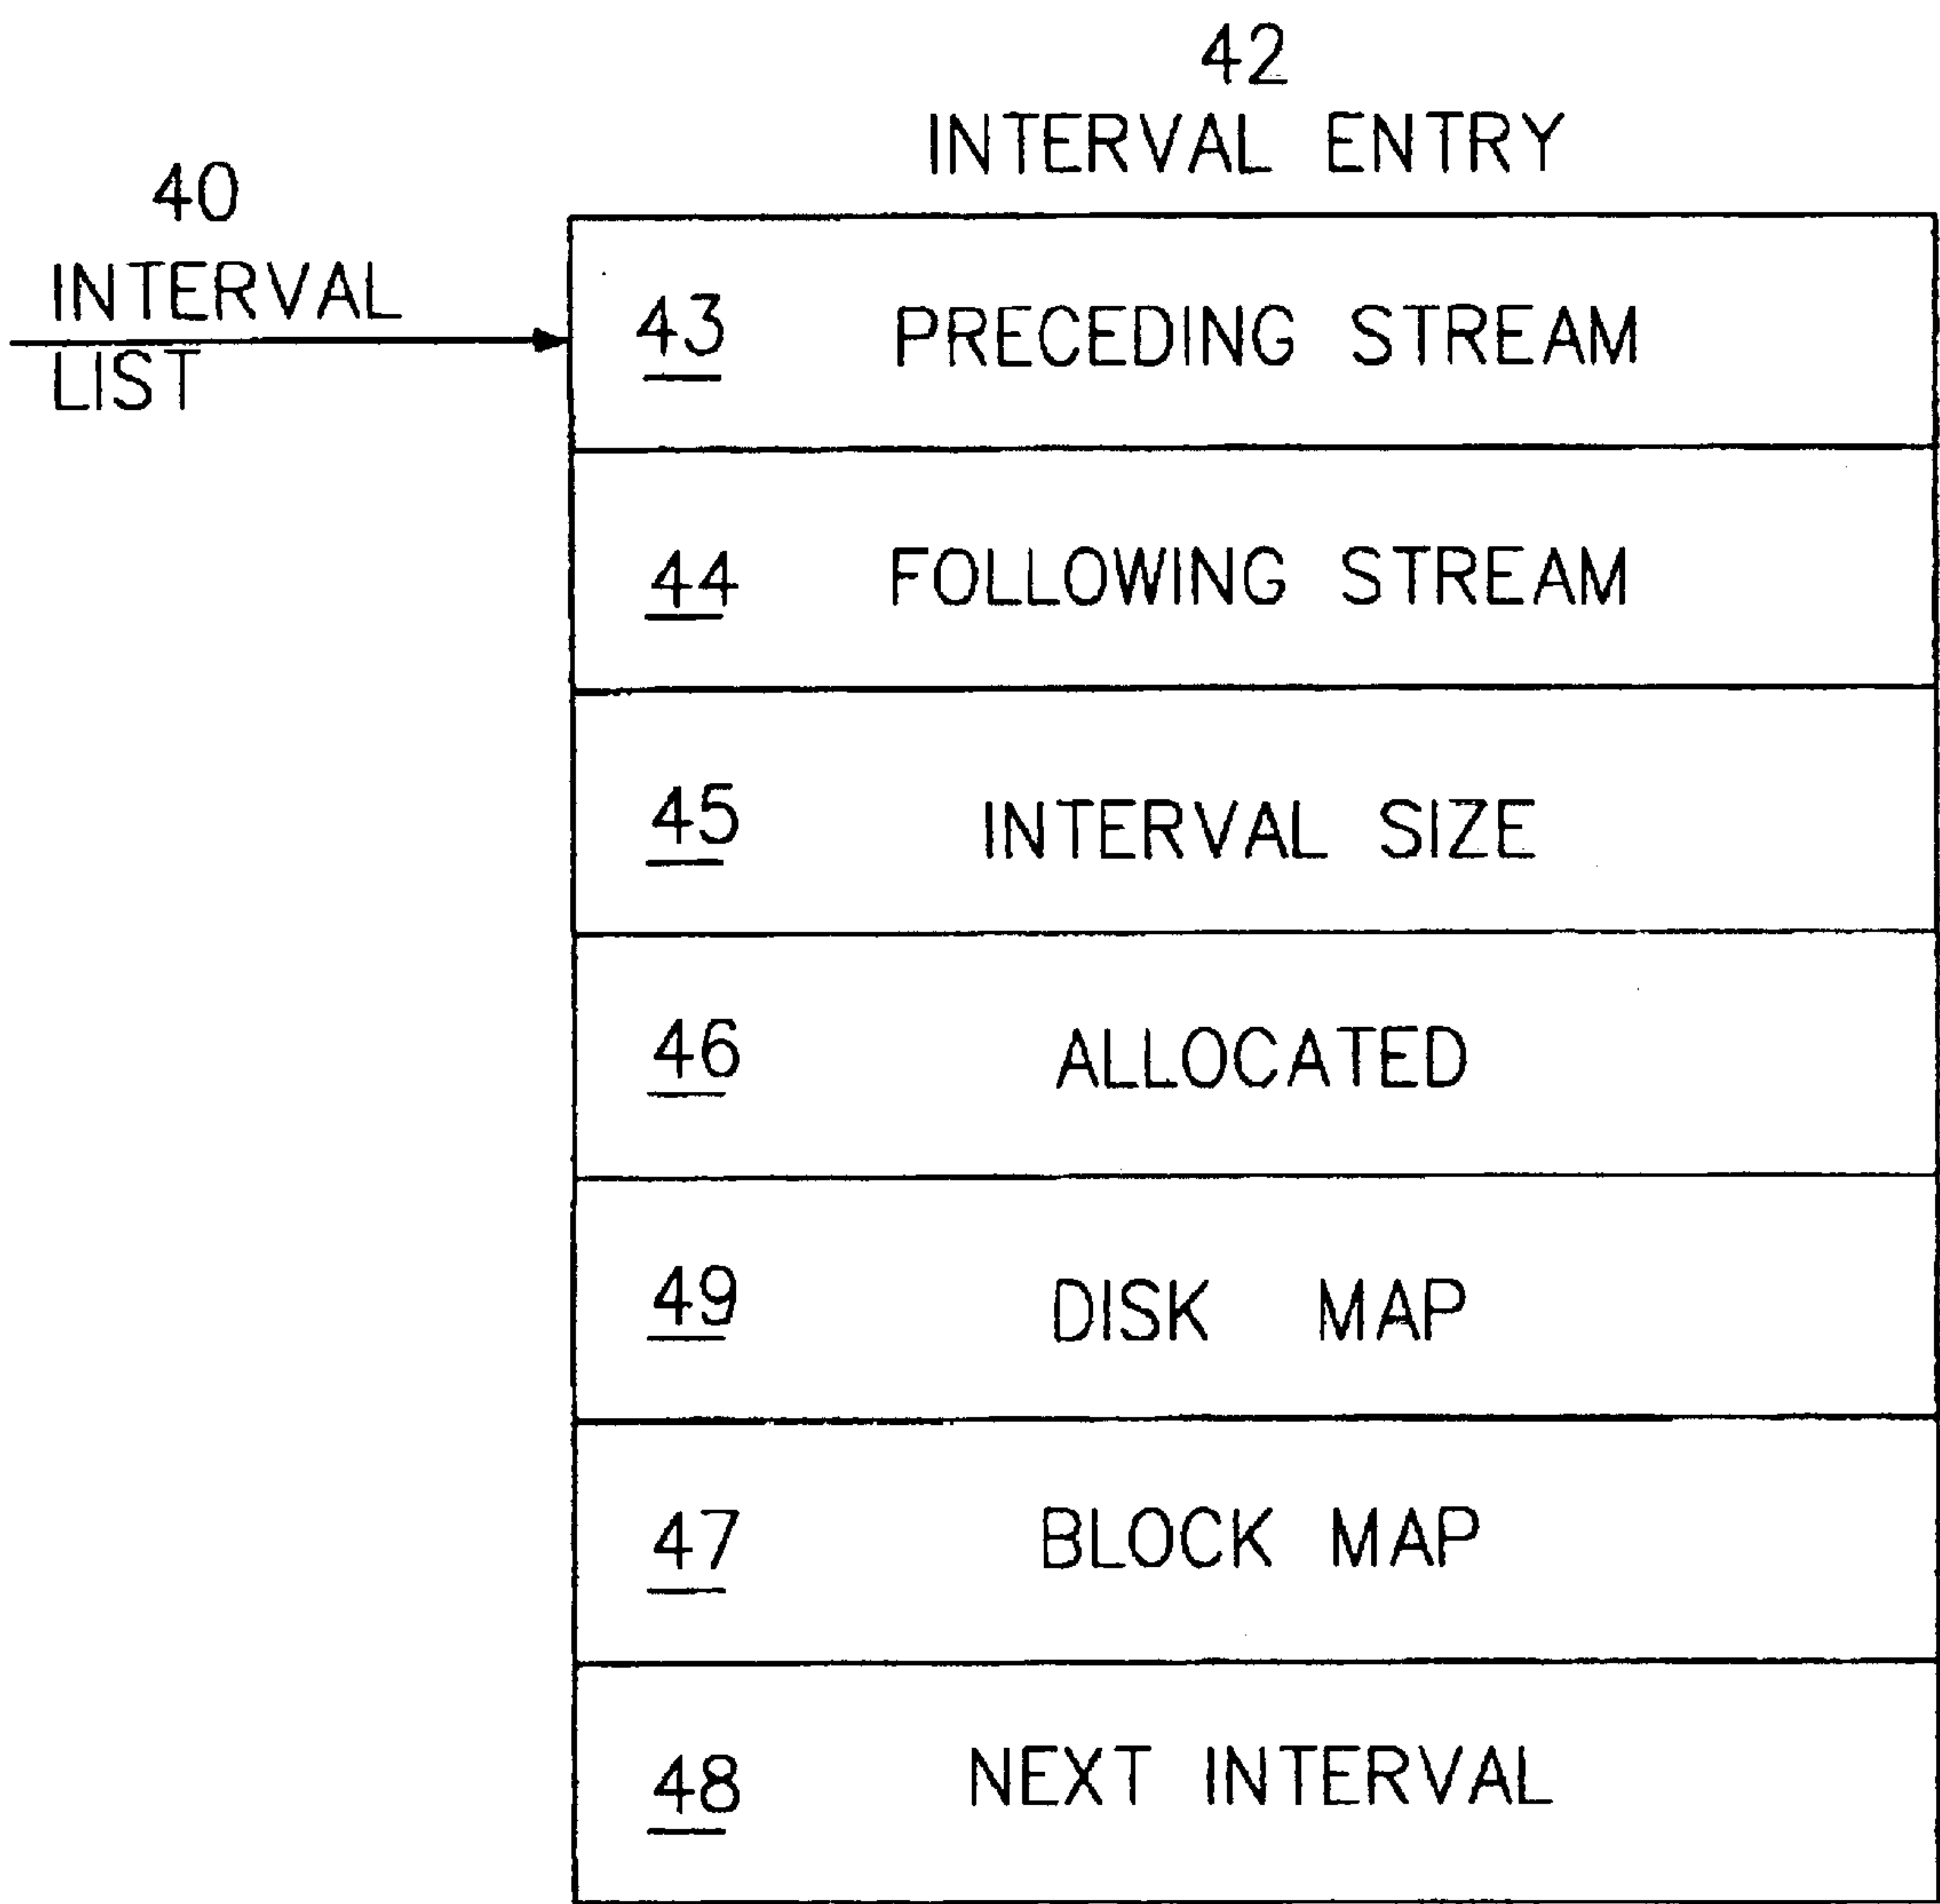 42
INTERVAL ENTRY
40
INTERVAL
LIST
43 PRECEDING STREAM
44 FOLLOWING STREAM
45 INTERVAL SIZE
46 ALLOCATED
49 DISK MAP
47 BLOCK MAP
48 NEXT INTERVAL